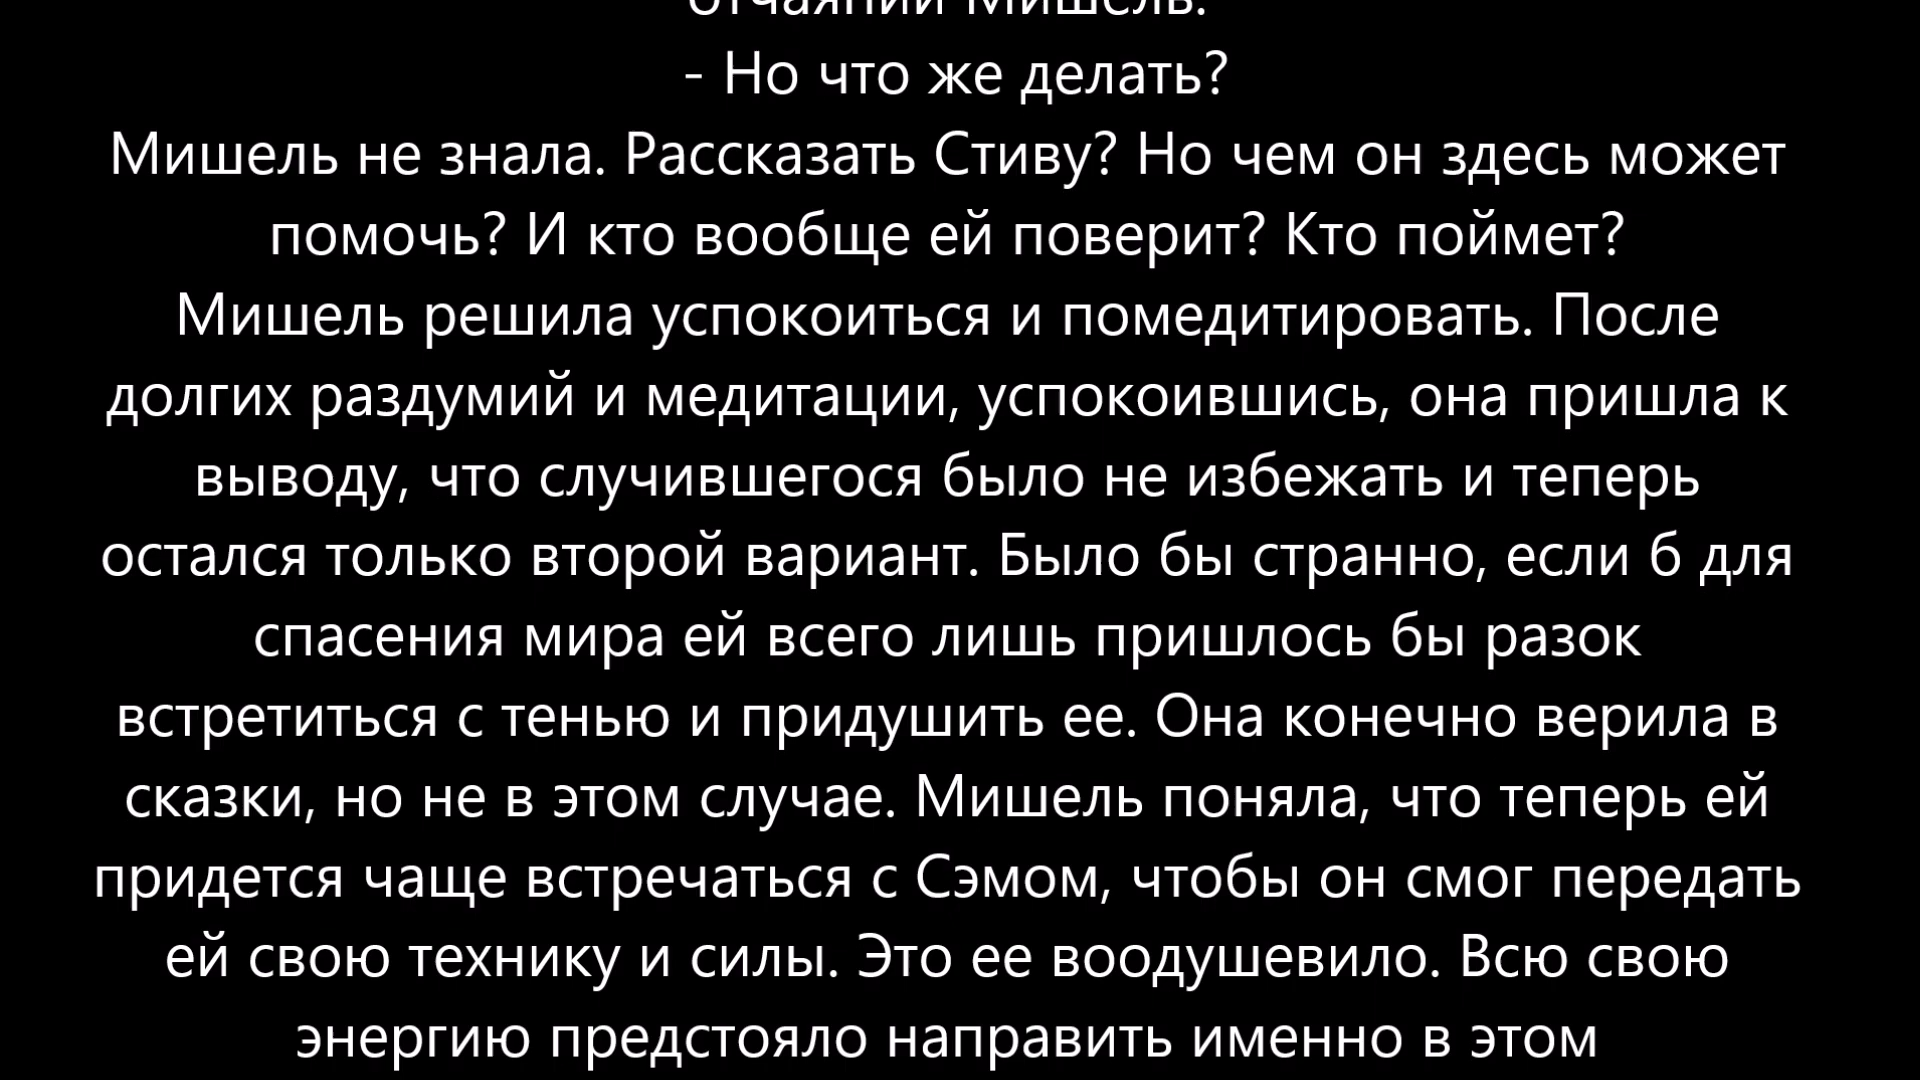 отчаянии Мишель.
- Но что же делать?
Мишель не знала. Рассказать Стиву? Но чем он здесь может
помочь? И кто вообще ей поверит? Кто поймет?
Мишель решила успокоиться и помедитировать. После
долгих раздумий и медитации, успокоившись, она пришла к
выводу, что случившегося было не избежать и теперь
остался только второй вариант. Было бы странно, если б для
спасения мира ей всего лишь пришлось бы разок
встретиться с тенью и придушить ее. Она конечно верила в
сказки, но не в этом случае. Мишель поняла, что теперь ей
придется чаще встречаться с Сэмом, чтобы он смог передать
ей свою технику и силы. Это ее воодушевило. Всю свою
энергию предстояло направить именно в этом